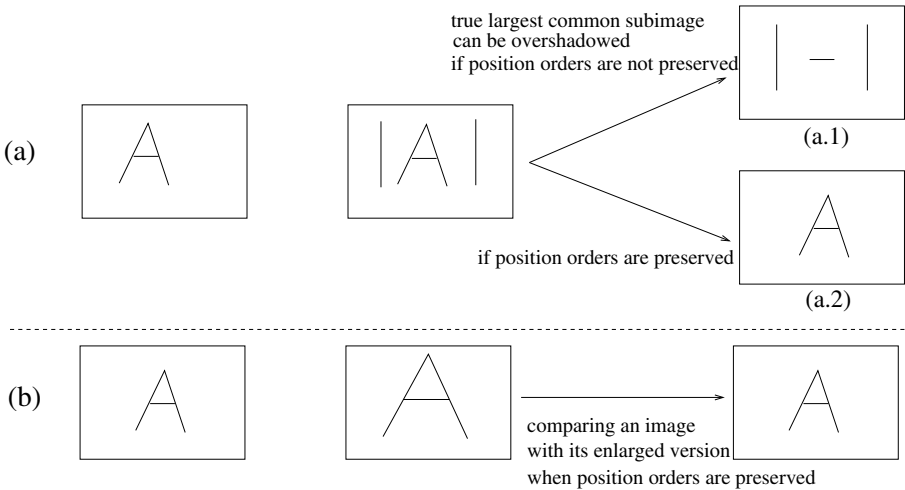 true largest common subimage
can be overshadowed
if position orders are not preserved
(a)
(a.1)
if position orders are preserved
(a.2)
(b)
comparing an image
with its enlarged version
when position orders are preserved